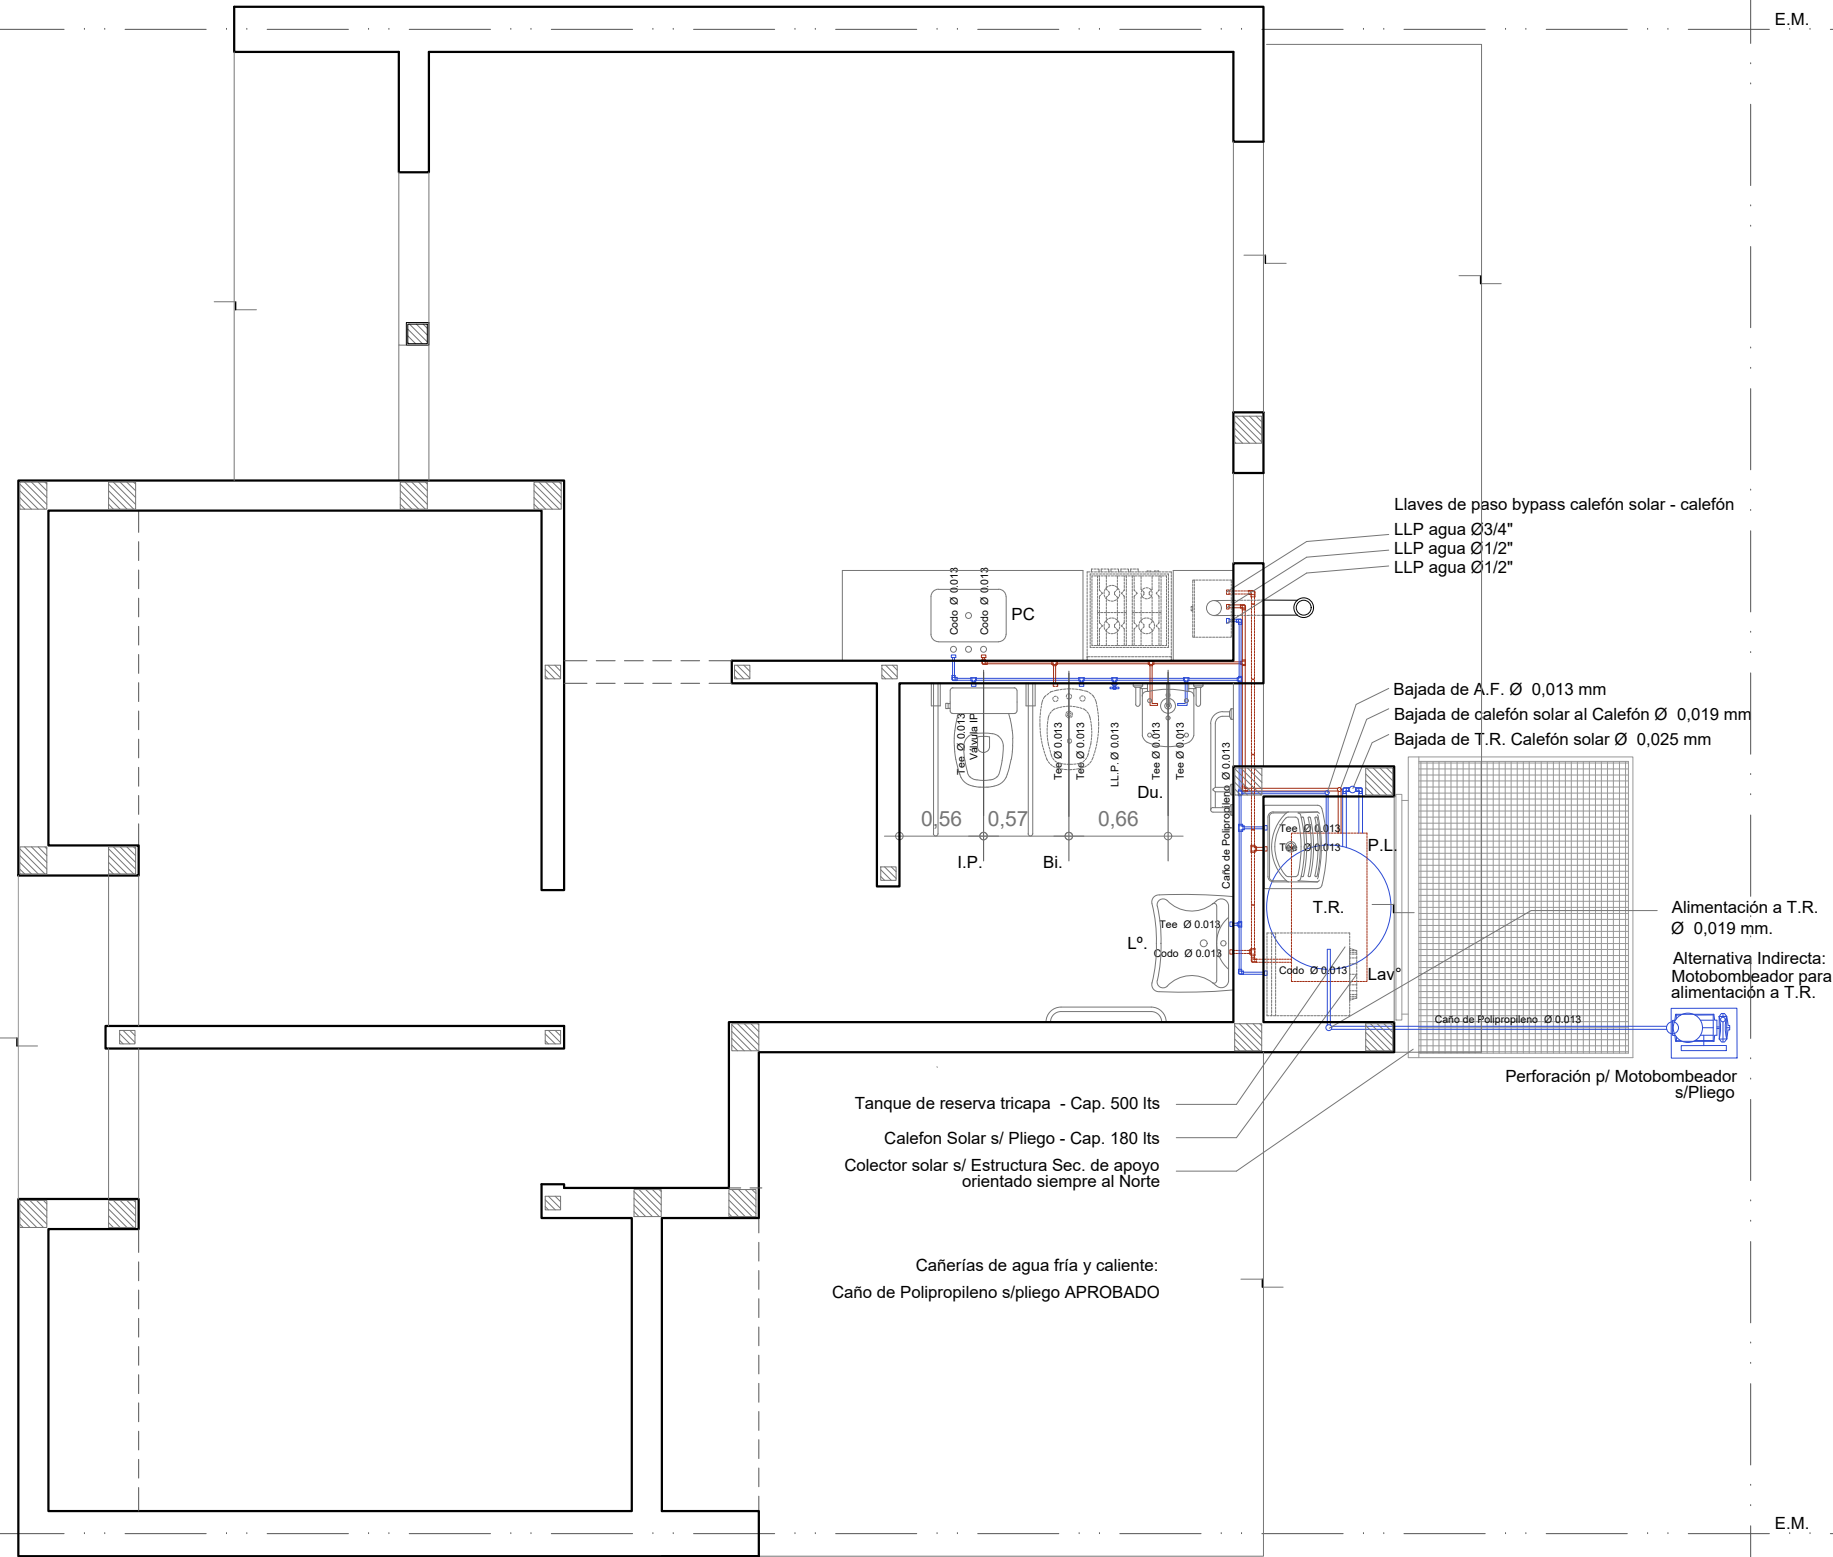 E.M.
Llaves de paso bypass calefón solar - calefón
LLP agua Ø3/4"
LLP agua Ø1/2"
LLP agua Ø1/2"
Codo Ø 0.013
Codo Ø 0.013
PC
Bajada de A.F. Ø 0,013 mm
Bajada de calefón solar al Calefón Ø 0,019 mm
Bajada de T.R. Calefón solar Ø 0,025 mm
Tee Ø 0.013
Válvula IP
Tee Ø 0.013
Tee Ø 0.013
LL.P. Ø 0.013
Tee Ø 0.013
Tee Ø 0.013
Caño de Polipropileno Ø 0.013
Du.
0,56
0,57
0,66
I.P.
Bi.
Tee Ø 0.013
Tee Ø 0.013
P.L.
T.R.
Tee Ø 0.013
Lº.
Codo Ø 0.013
Codo Ø 0.013
Lav°
Alimentación a T.R.
Ø 0,019 mm.
Alternativa Indirecta:
Motobombeador para
alimentación a T.R.
Caño de Polipropileno Ø 0.013
Perforación p/ Motobombeador
s/Pliego
Tanque de reserva tricapa - Cap. 500 lts
Calefon Solar s/ Pliego - Cap. 180 lts
Colector solar s/ Estructura Sec. de apoyo
orientado siempre al Norte
Cañerías de agua fría y caliente:
Caño de Polipropileno s/pliego APROBADO
E.M.